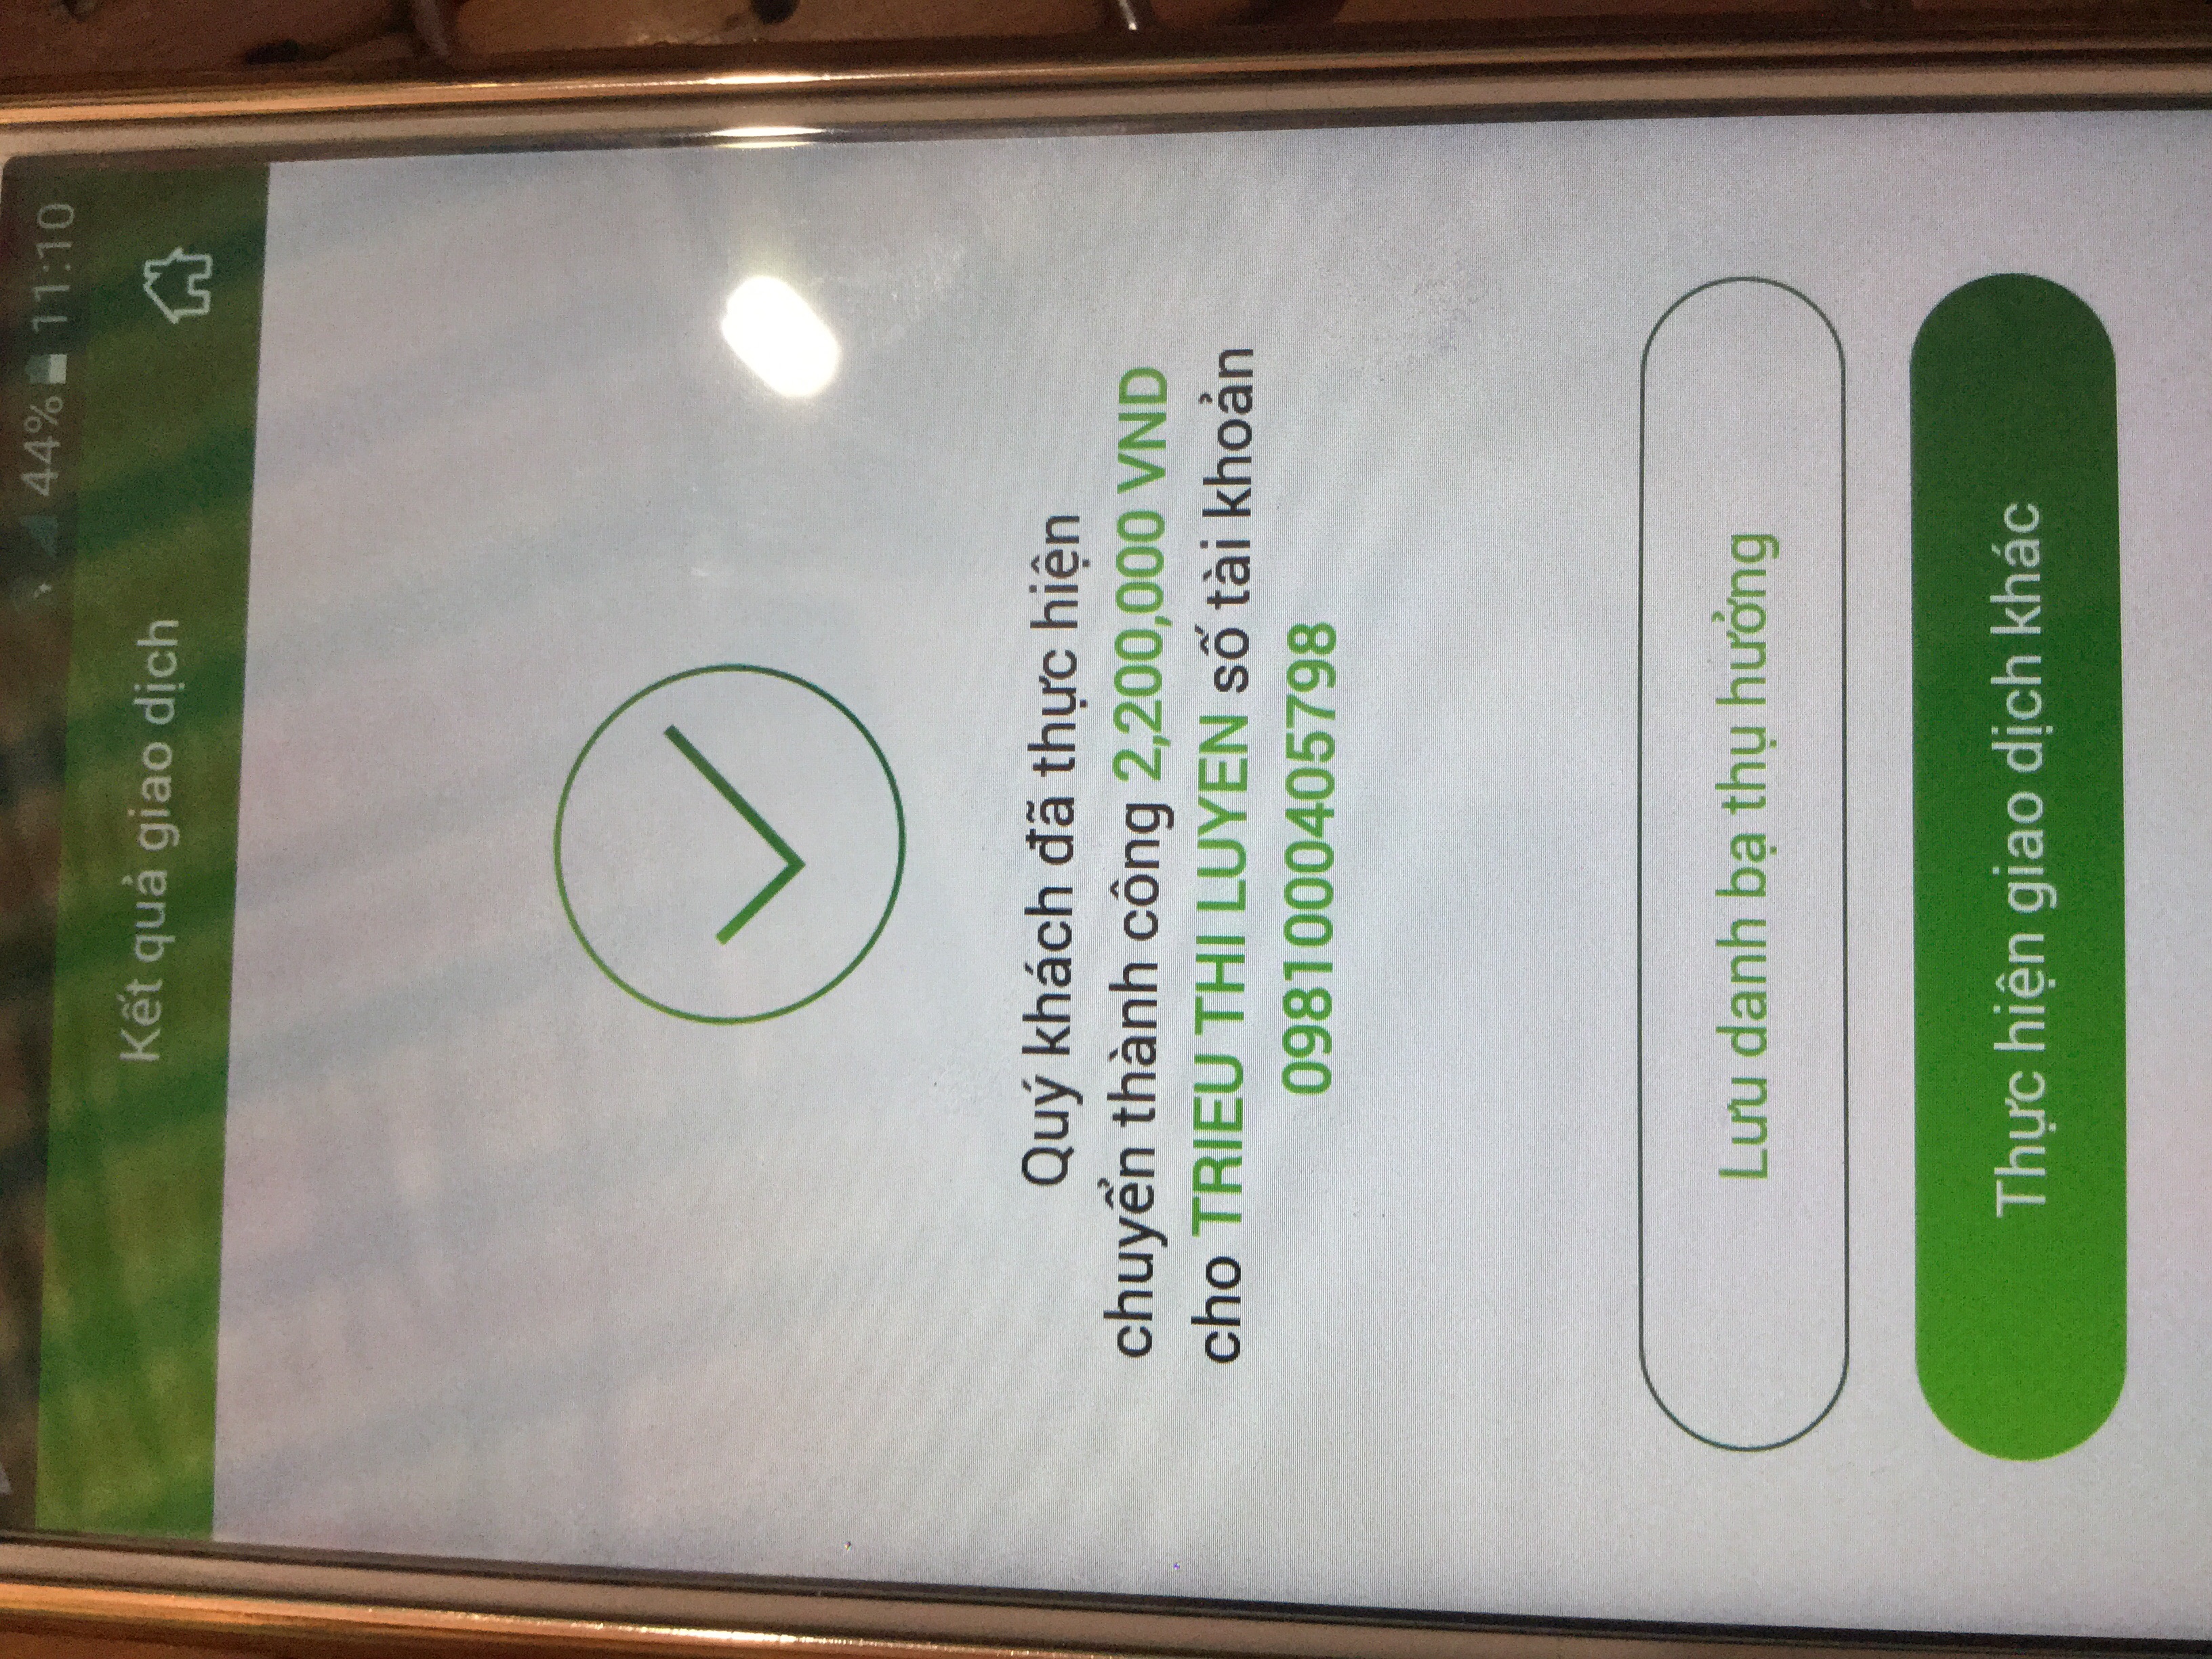 44% 11:10
Kết quả giao dịch
Quý khách đã thực hiện
chuyển thành công 2,200,000 VND
cho TRIEU THI LUYEN số tài khoản
0981000405798
Lưu danh bạ thụ hưởng
Thực hiện giao dịch khác